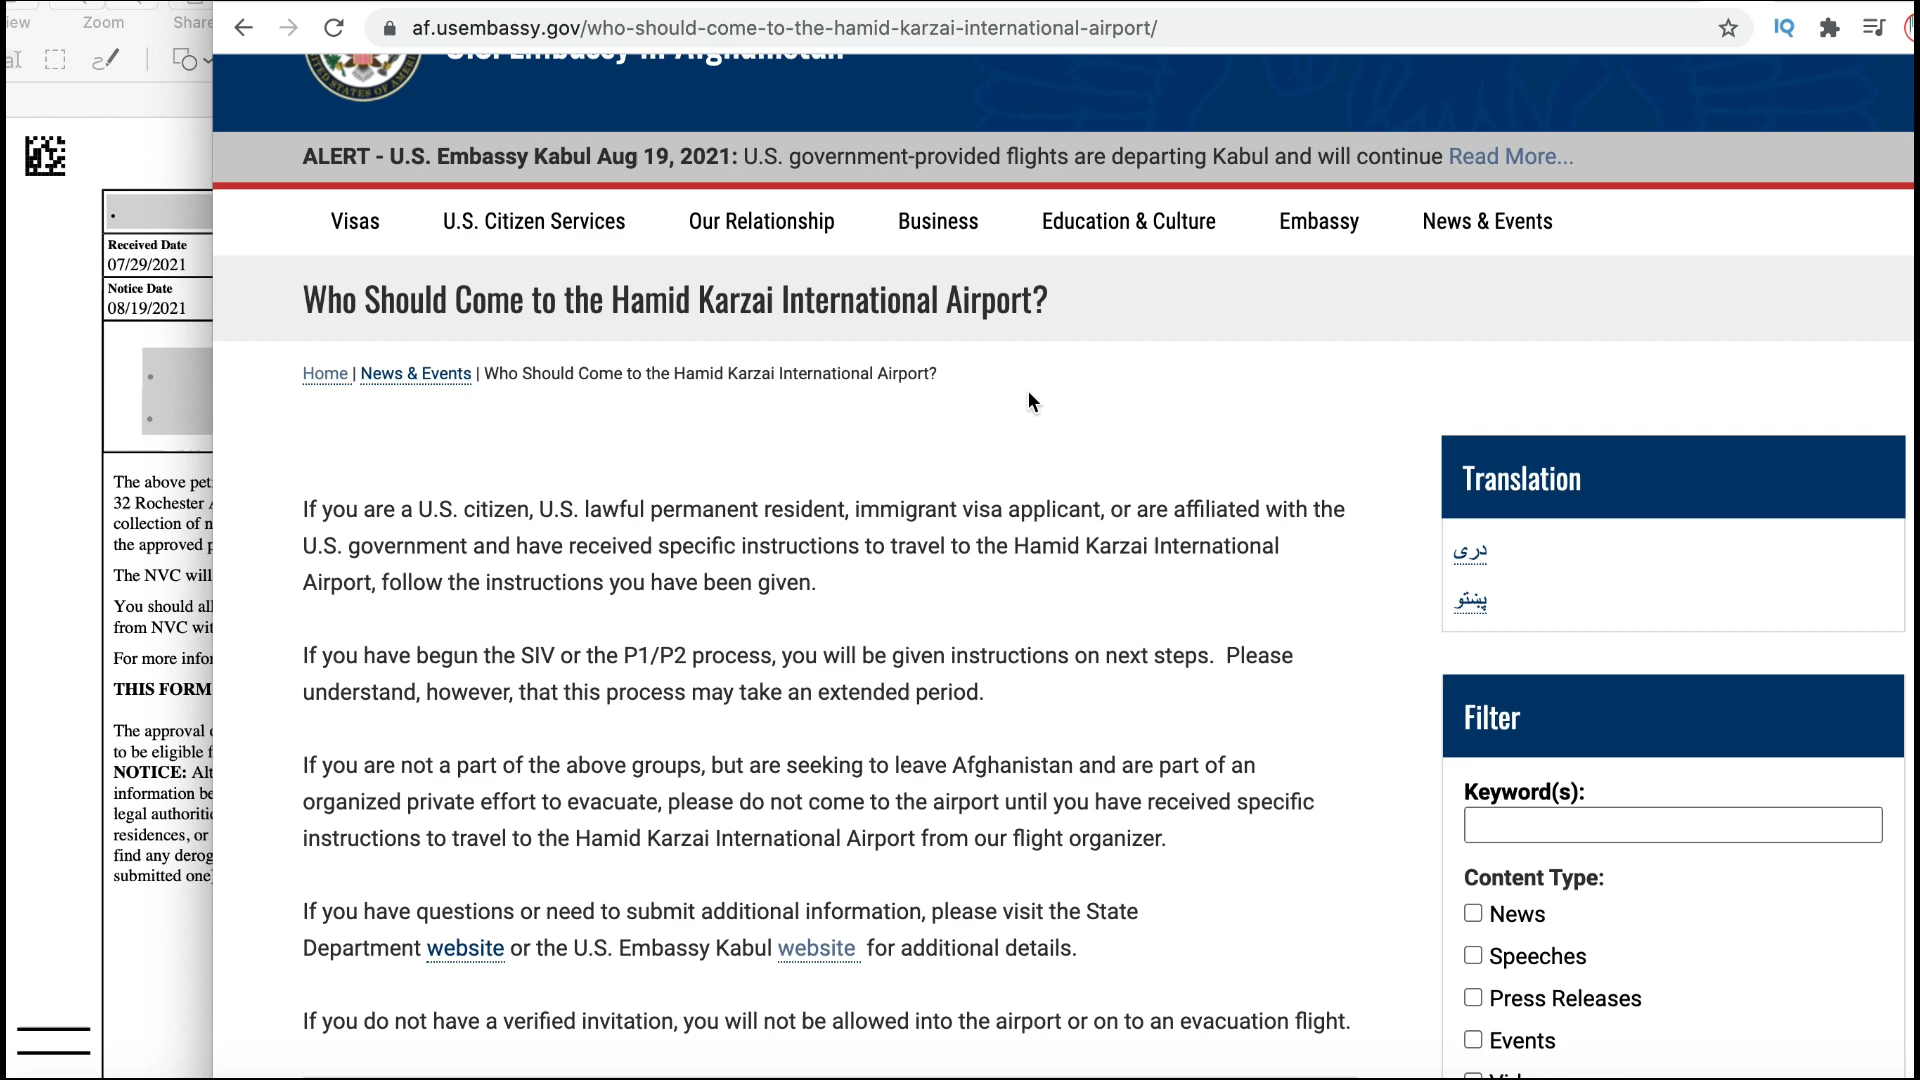 iew
Zoom
Share
af.usembassy.gov/who-should-come-to-the-hamid-karzai-international-airport/
IQ
U.S. Embassy in Afghanistan
ALERT - U.S. Embassy Kabul Aug 19, 2021: U.S. government-provided flights are departing Kabul and will continue Read More...
Visas
U.S. Citizen Services
Our Relationship
Business
Education & Culture
Embassy
News & Events
Who Should Come to the Hamid Karzai International Airport?
Home | News & Events | Who Should Come to the Hamid Karzai International Airport?
If you are a U.S. citizen, U.S. lawful permanent resident, immigrant visa applicant, or are affiliated with the
U.S. government and have received specific instructions to travel to the Hamid Karzai International
Airport, follow the instructions you have been given.
If you have begun the SIV or the P1/P2 process, you will be given instructions on next steps.  Please
understand, however, that this process may take an extended period.
If you are not a part of the above groups, but are seeking to leave Afghanistan and are part of an
organized private effort to evacuate, please do not come to the airport until you have received specific
instructions to travel to the Hamid Karzai International Airport from our flight organizer.
If you have questions or need to submit additional information, please visit the State
Department website or the U.S. Embassy Kabul website for additional details.
If you do not have a verified invitation, you will not be allowed into the airport or on to an evacuation flight.
Translation
دری
پښتو
Filter
Keyword(s):
Content Type:
News
Speeches
Press Releases
Events
Received Date
07/29/2021
Notice Date
08/19/2021
The above pet
32 Rochester
collection of n
the approved p
The NVC will
You should al
from NVC wit
For more infor
THIS FORM
The approval
to be eligible f
NOTICE: Alt
information be
legal authoriti
residences, or
find any derog
submitted one